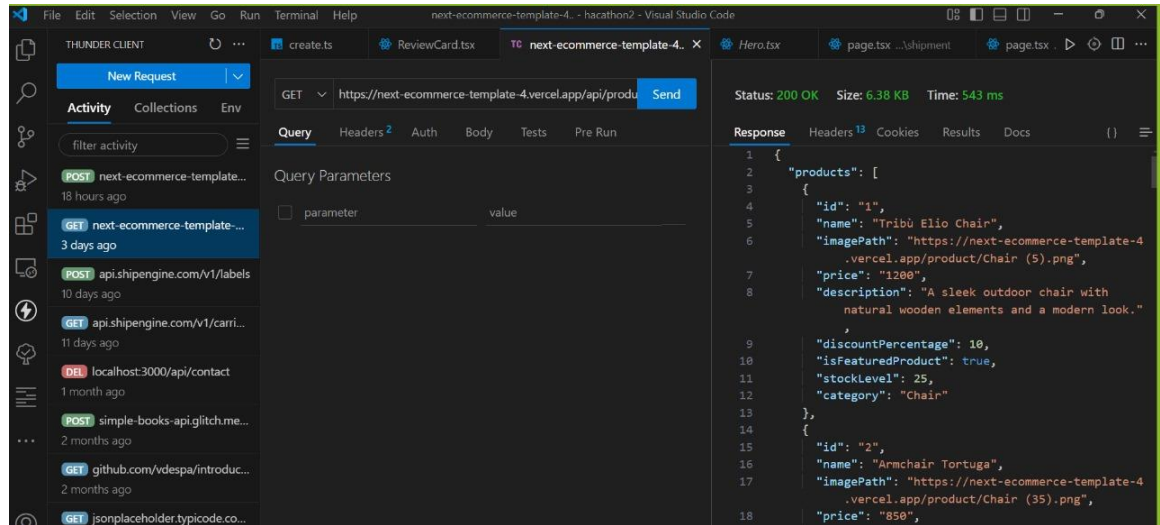 File Edit Selection View Go Run Terminal Help next-ecommerce-template-4.. - hacathon2 - Visual Studio Code
THUNDER CLIENT
New Request
Activity Collections Env
filter activity
POST next-ecommerce-template...
18 hours ago
GET next-ecommerce-template-...
3 days ago
POST api.shipengine.com/v1/labels
10 days ago
GET api.shipengine.com/v1/carri...
11 days ago
DEL localhost:3000/api/contact
1 month ago
POST simple-books-api.glitch.me...
2 months ago
GET github.com/vdespa/introduc...
2 months ago
GET jsonplaceholder.typicode.co...
create.ts ReviewCard.tsx TC next-ecommerce-template-4.. Hero.tsx page.tsx ...\shipment page.tsx .
GET https://next-ecommerce-template-4.vercel.app/api/produ Send
Query Headers 2 Auth Body Tests Pre Run
Query Parameters
parameter value
Status: 200 OK Size: 6.38 KB Time: 543 ms
Response Headers 13 Cookies Results Docs {}
1 {
2 "products": [
3 {
4 "id": "1",
5 "name": "Tribù Elio Chair",
6 "imagePath": "https://next-ecommerce-template-4
.vercel.app/product/Chair (5).png",
7 "price": "1200",
8 "description": "A sleek outdoor chair with
natural wooden elements and a modern look."
,
9 "discountPercentage": 10,
10 "isFeaturedProduct": true,
11 "stockLevel": 25,
12 "category": "Chair"
13 },
14 {
15 "id": "2",
16 "name": "Armchair Tortuga",
17 "imagePath": "https://next-ecommerce-template-4
.vercel.app/product/Chair (35).png",
18 "price": "850",